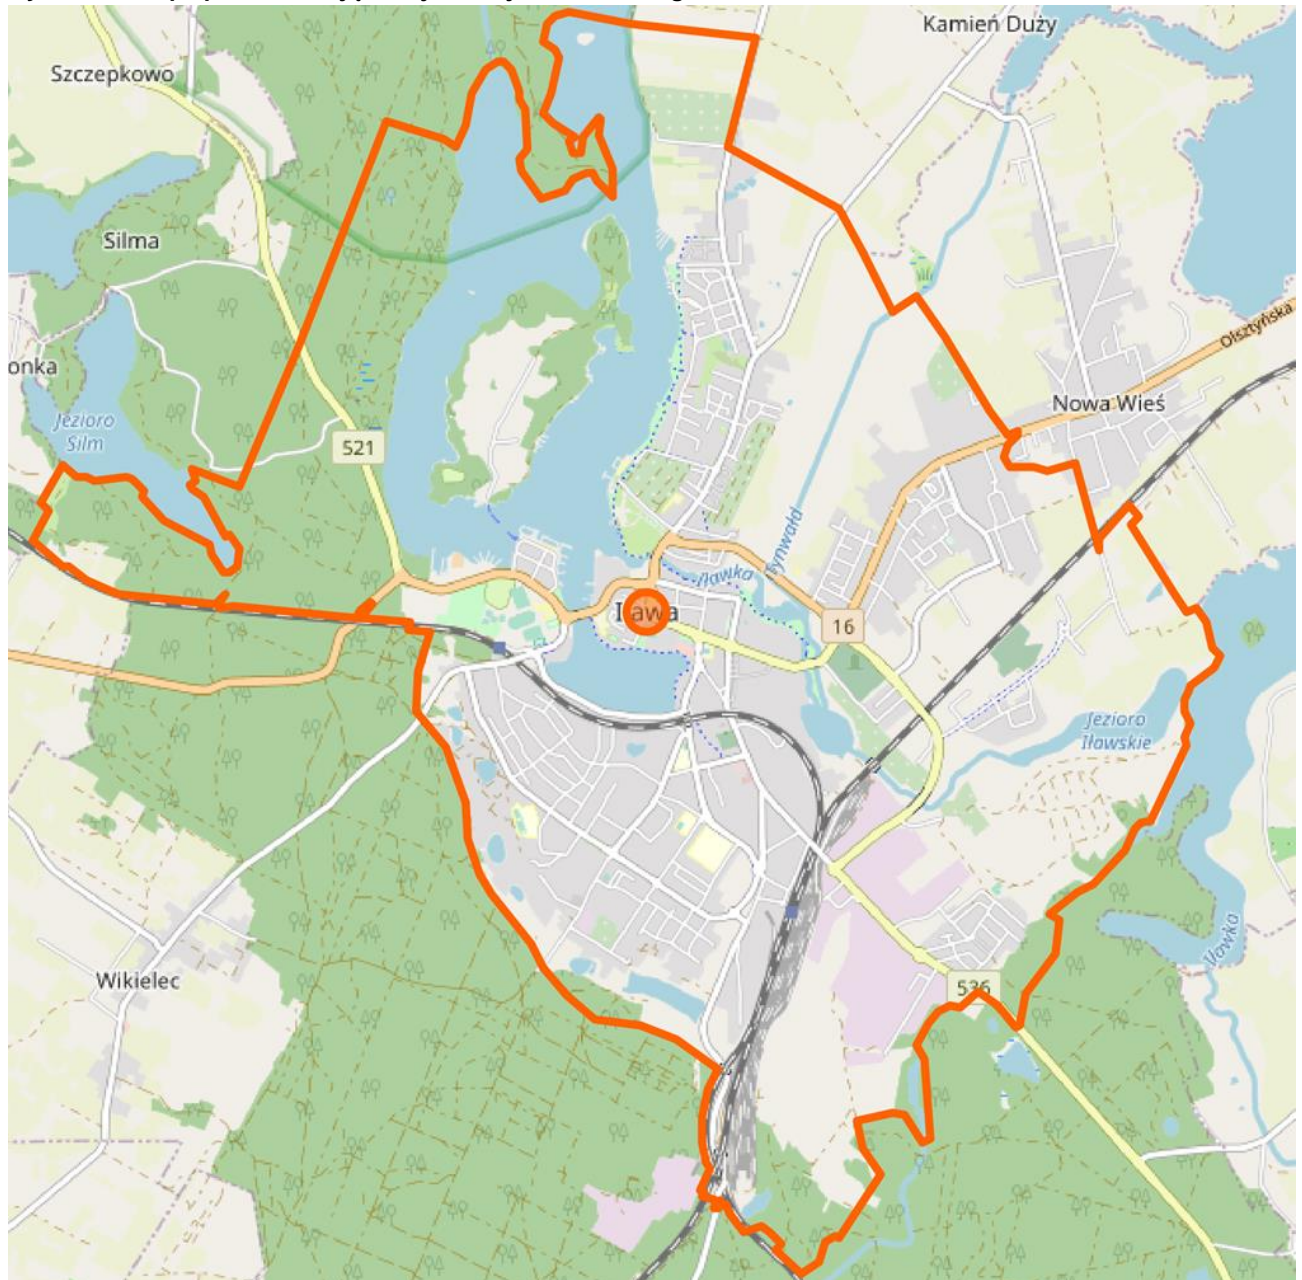 Kamień Duży
Szczepkowo
Silma
Olsztyńska
onka
Nowa Wieś
Jezioro
Silm
521
Tynwałd
Iławka
Iława
16
Jezioro
Iławskie
Iławka
Wikielec
536